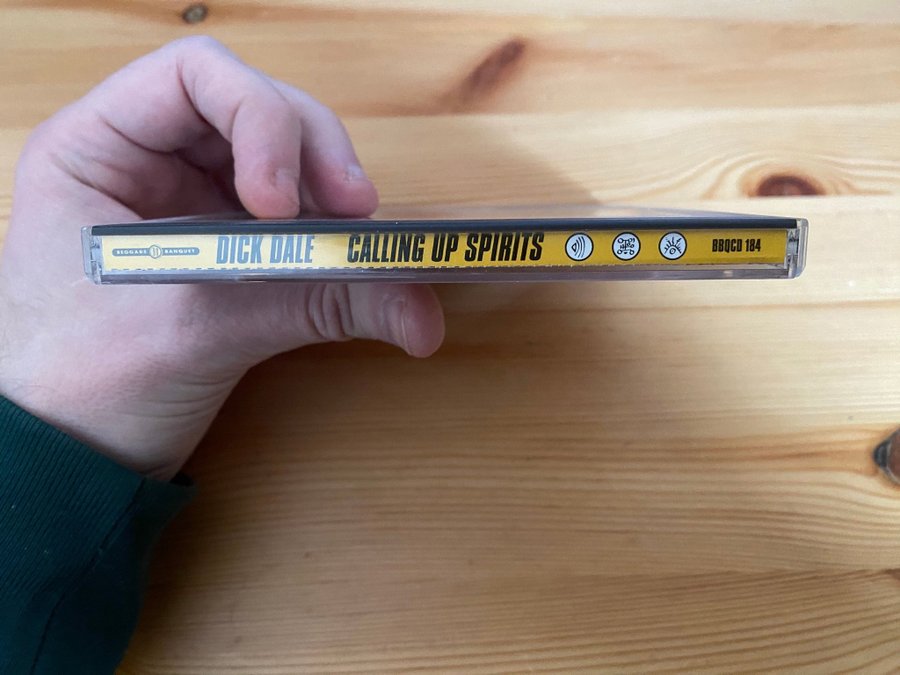 BEGGARS BANQUET DICK DALE CALLING UP SPIRITS BBQCD 184